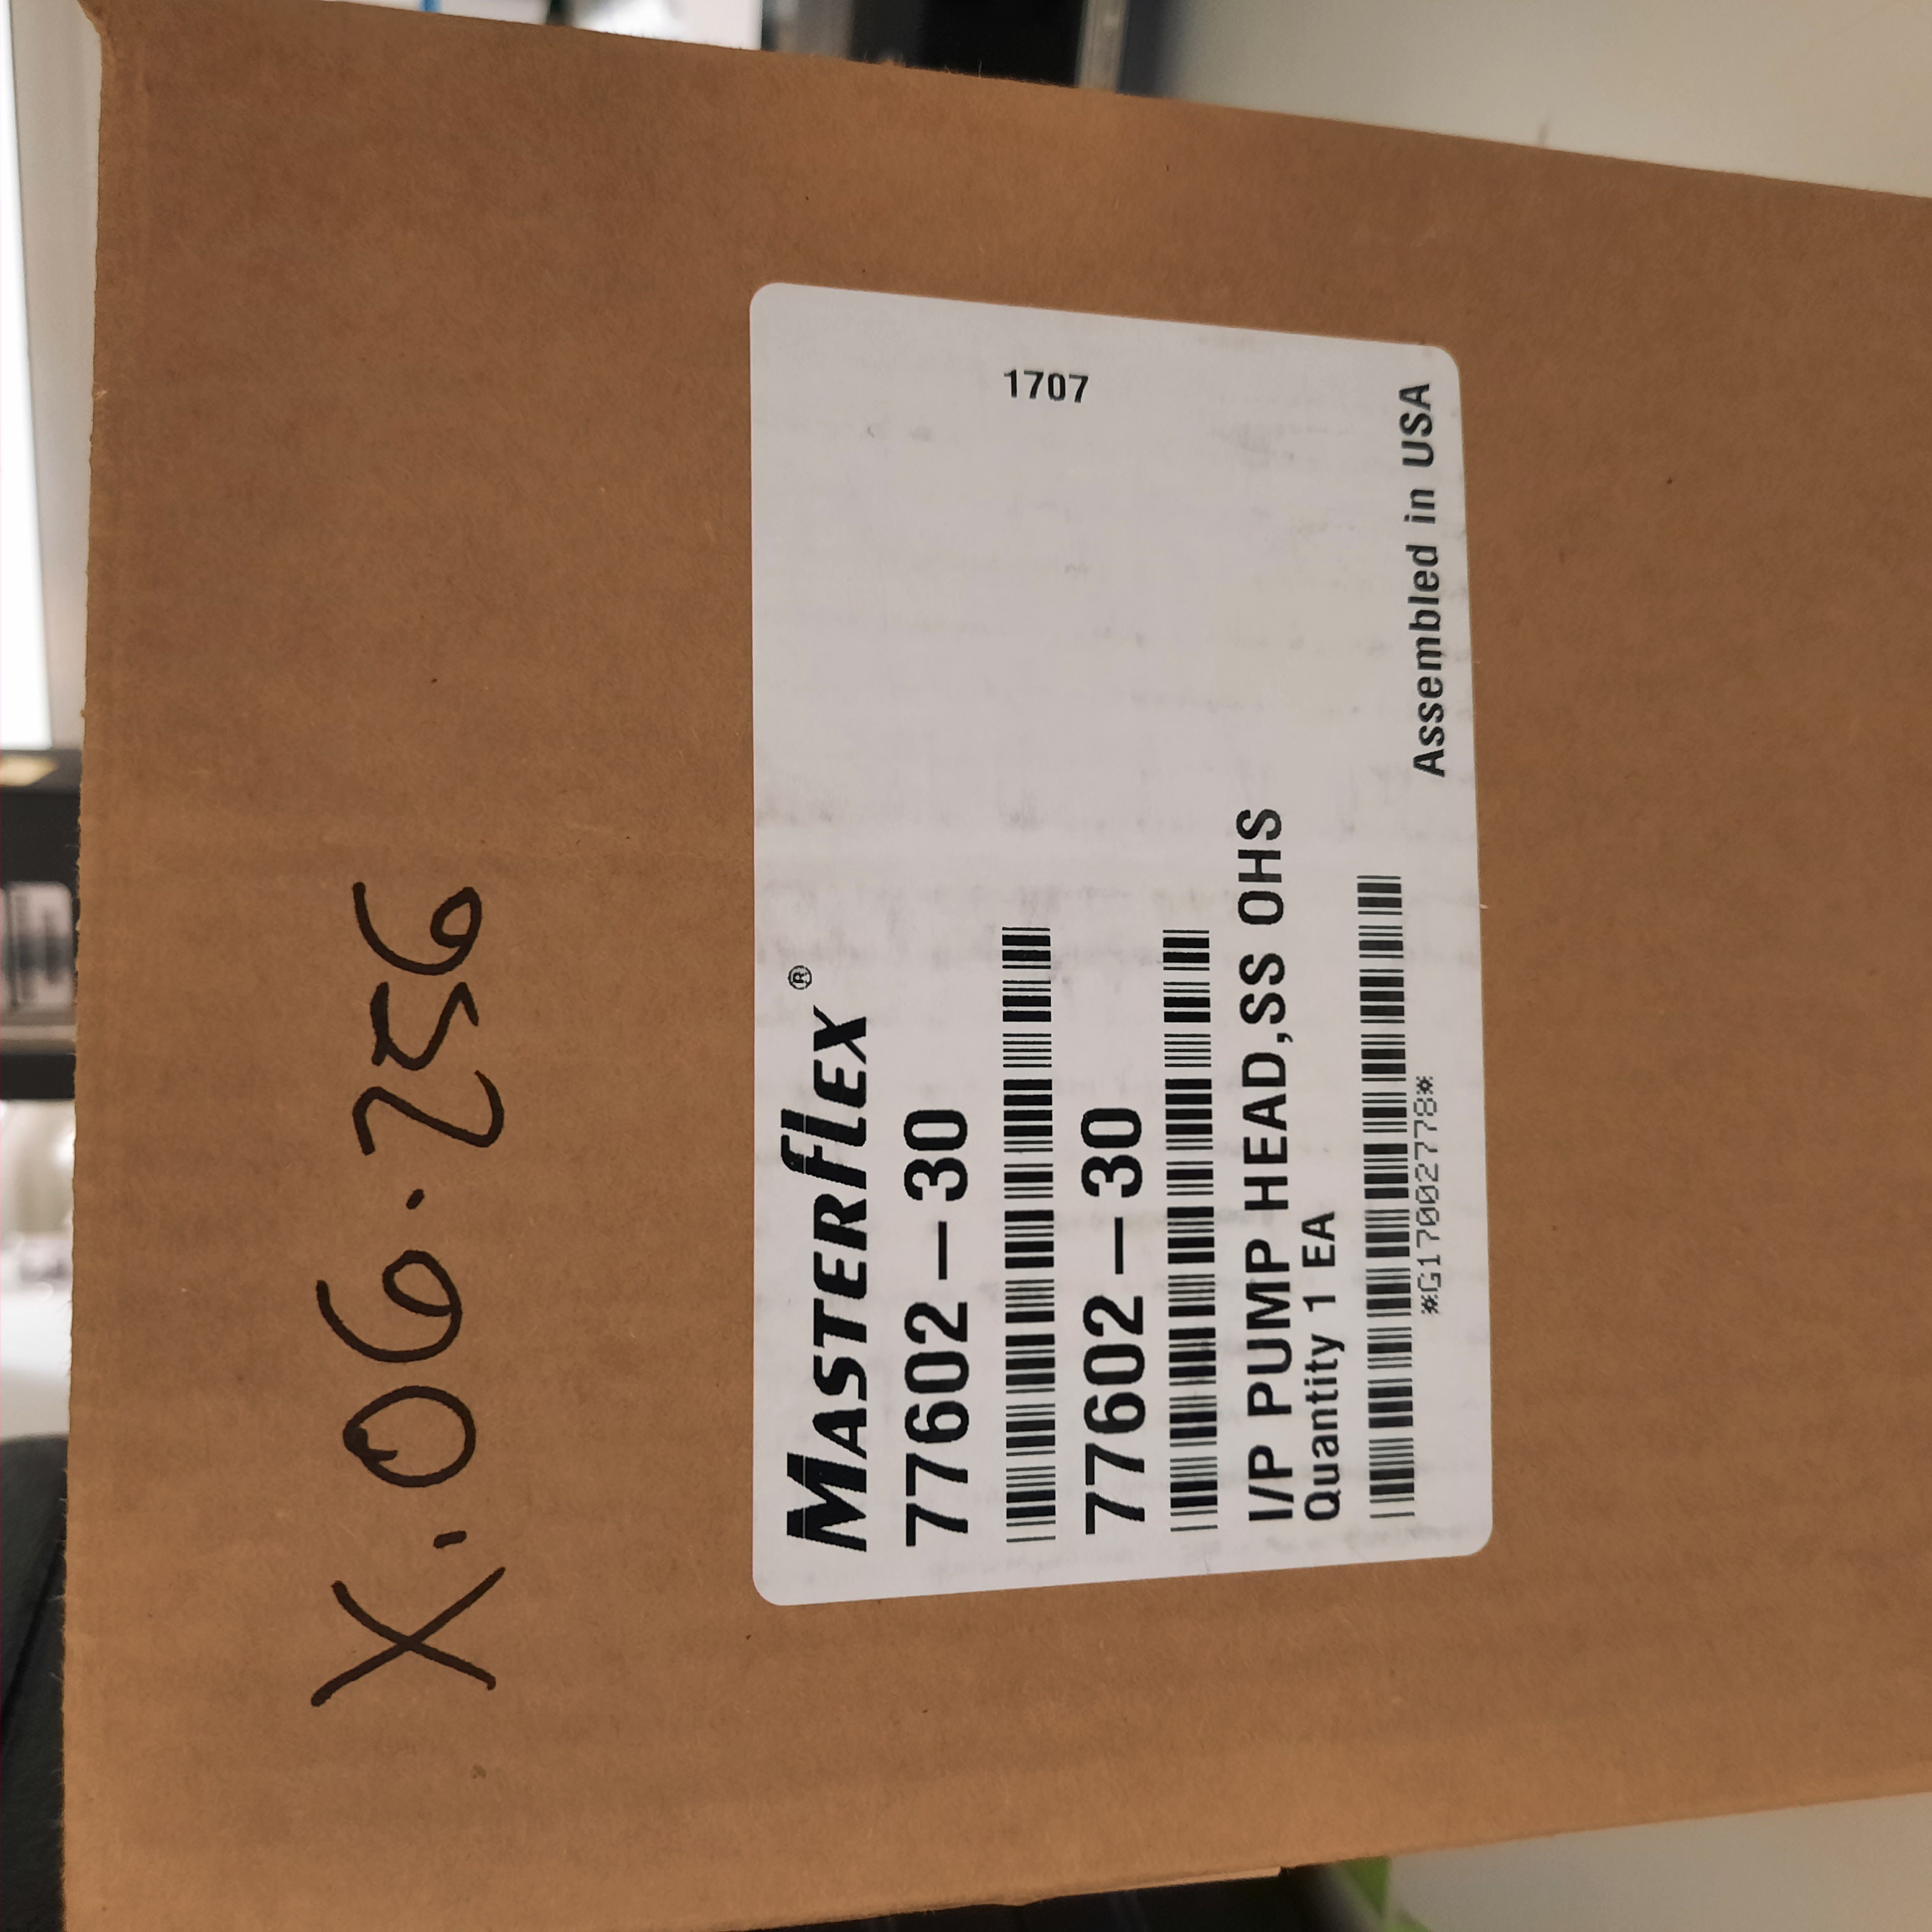 X.06.256
MASTERFLEX®
77602-30
1707
77602-30
I/P PUMP HEAD,SS OHS
Quantity 1 EA
*G17002778*
Assembled in USA